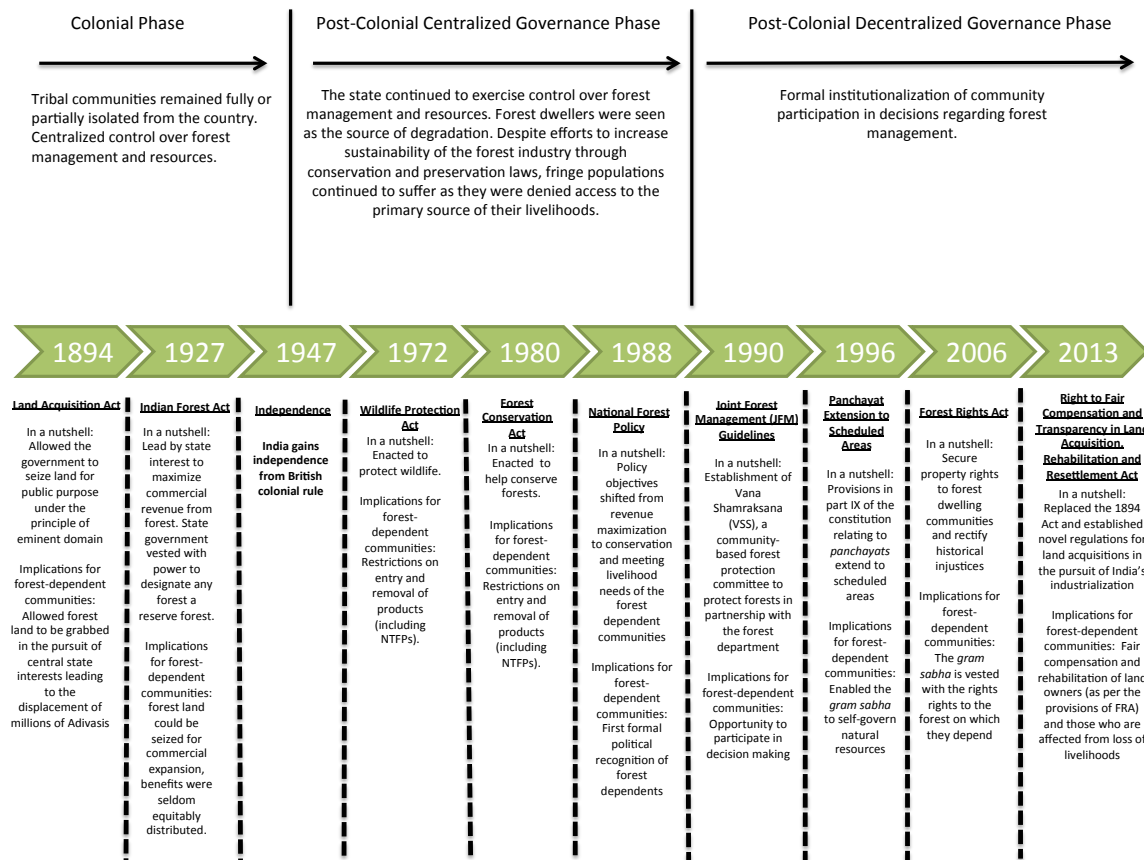 Colonial Phase
Tribal communities remained fully or
partially isolated from the country.
Centralized control over forest
management and resources.
Post-Colonial Centralized Governance Phase
The state continued to exercise control over forest
management and resources. Forest dwellers were seen
as the source of degradation. Despite efforts to increase
sustainability of the forest industry through
conservation and preservation laws, fringe populations
continued to suffer as they were denied access to the
primary source of their livelihoods.
Post-Colonial Decentralized Governance Phase
Formal institutionalization of community
participation in decisions regarding forest
management.
1894
1927
1947
1972
1980
1988
1990
1996
2006
2013
Land Acquisition Act
In a nutshell:
Allowed the
government to
seize land for
public purpose
under the
principle of
eminent domain
Implications for
forest-dependent
communities:
Allowed forest
land to be grabbed
in the pursuit of
central state
interests leading
to the
displacement of
millions of Adivasis
Indian Forest Act
In a nutshell:
Lead by state
interest to
maximize
commercial
revenue from
forest. State
government
vested with
power to
designate any
forest a
reserve forest.
Implications
for forest-
dependent
communities:
forest land
could be
seized for
commercial
expansion,
benefits were
seldom
equitably
distributed.
Independence
India gains
independence
from British
colonial rule
Wildlife Protection
Act
In a nutshell:
Enacted to
protect wildlife.
Implications for
forest-
dependent
communities:
Restrictions on
entry and
removal of
products
(including
NTFPs).
Forest
Conservation
Act
In a nutshell:
Enacted to
help conserve
forests.
Implications
for forest-
dependent
communities:
Restrictions on
entry and
removal of
products
(including
NTFPs).
National Forest
Policy
In a nutshell:
Policy
objectives
shifted from
revenue
maximization
to conservation
and meeting
livelihood
needs of the
forest
dependent
communities
Implications for
forest-
dependent
communities:
First formal
political
recognition of
forest
dependents
Joint Forest
Management (JFM)
Guidelines
In a nutshell:
Establishment of
Vana
Shamraksana
(VSS), a
community-
based forest
protection
committee to
protect forests in
partnership with
the forest
department
Implications for
forest-dependent
communities:
Opportunity to
participate in
decision making
Panchayat
Extension to
Scheduled
Areas
In a nutshell:
Provisions in
part IX of the
constitution
relating to
panchayats
extend to
scheduled
areas
Implications
for forest-
dependent
communities:
Enabled the
gram sabha
to self-govern
natural
resources
Forest Rights Act
In a nutshell:
Secure
property rights
to forest
dwelling
communities
and rectify
historical
injustices
Implications for
forest-
dependent
communities:
The gram
sabha is vested
with the rights
rights to the
forest on which
they depend
Right to Fair
Compensation and
Transparency in Land
Acquisition,
Rehabilitation and
Resettlement Act
In a nutshell:
Replaced the 1894
Act and established
novel regulations for
land acquisitions in
the pursuit of India's
industrialization
Implications for
forest-dependent
communities: Fair
compensation and
rehabilitation of land
owners (as per the
provisions of FRA)
and those who are
affected from loss of
livelihoods